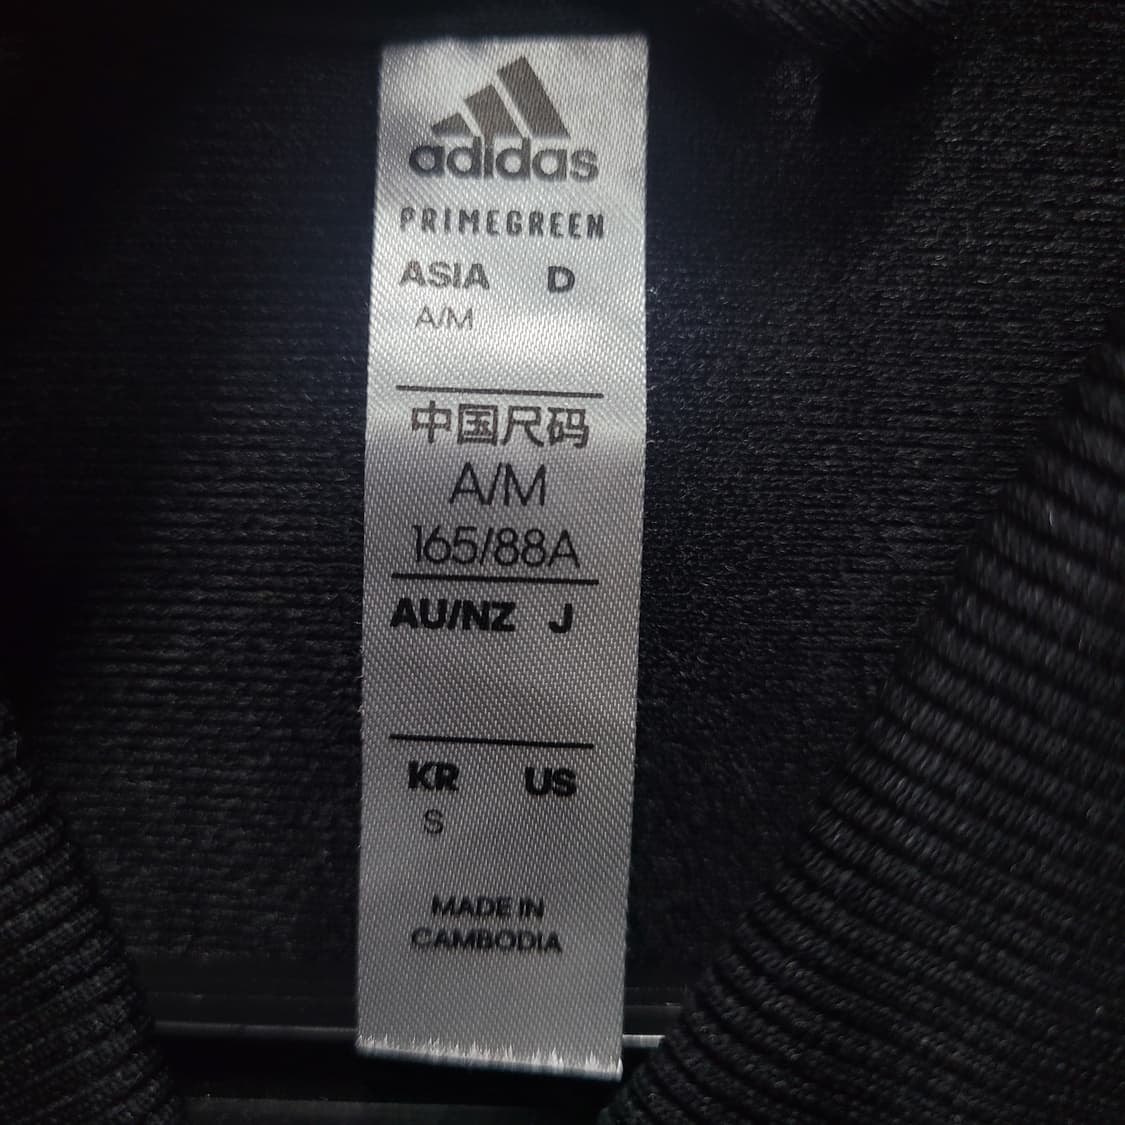 adidas
PRIMEGREEN
ASIA D
A/M
中国尺码
A/M
165/88A
AU/NZ J
KR US
S
MADE IN
CAMBODIA